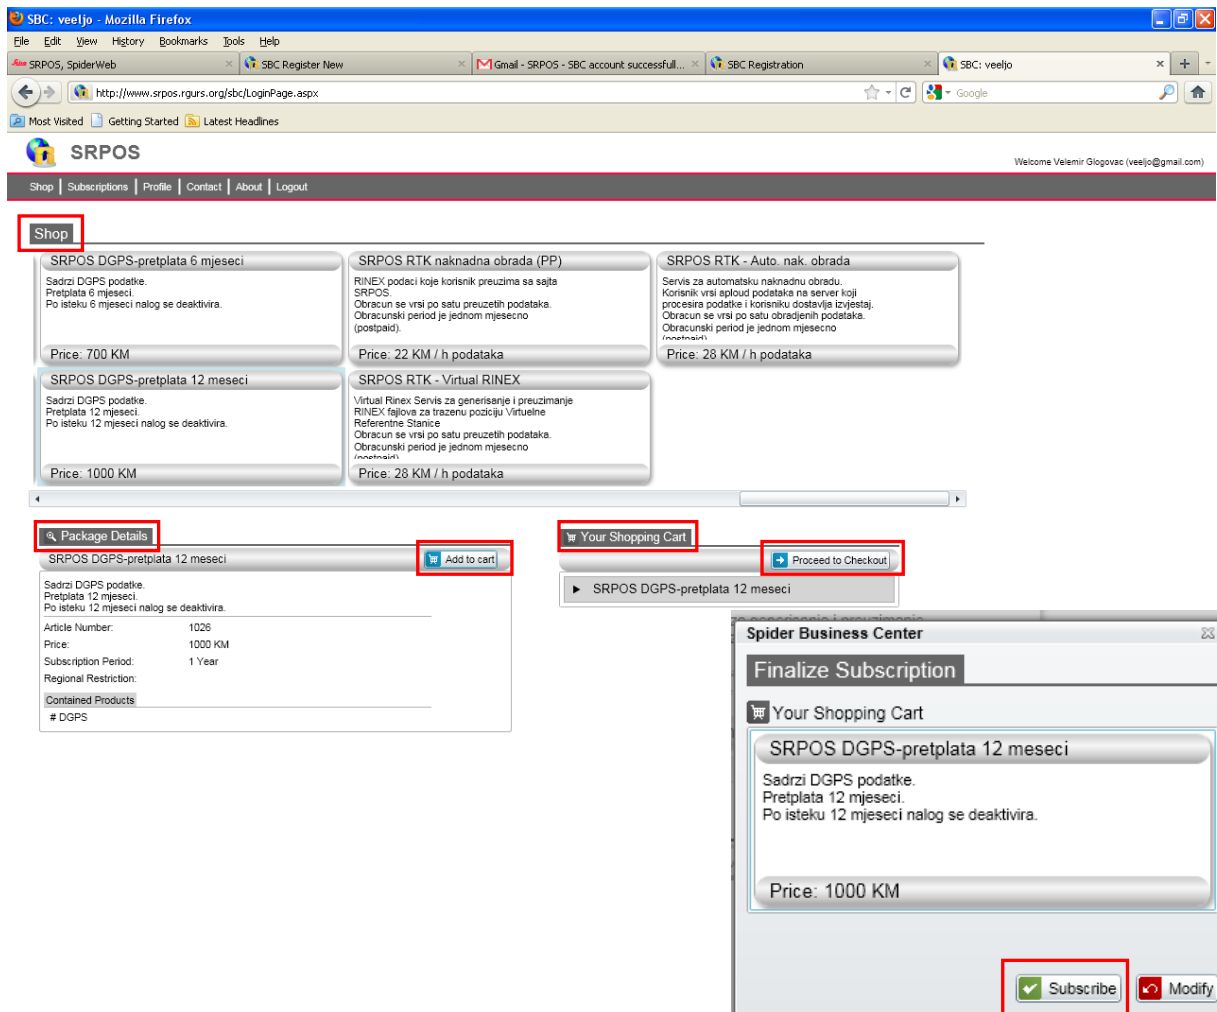 SBC: veeljo - Mozilla Firefox
File Edit View History Bookmarks Tools Help
SRPOS, SpiderWeb
SBC Register New
Gmail - SRPOS - SBC account successfull...
SBC Registration
SBC: veeljo
http://www.srpos.rgurs.org/sbc/LoginPage.aspx
Google
Most Visited Getting Started Latest Headlines
SRPOS
Welcome Velemir Glogovac (veeljo@gmail.com)
Shop | Subscriptions | Profile | Contact | About | Logout
Shop
SRPOS DGPS-pretplata 6 mjeseci
Sadrzi DGPS podatke.
Pretplata 6 mjeseci.
Po isteku 6 mjeseci nalog se deaktivira.
Price: 700 KM
SRPOS RTK naknadna obrada (PP)
RINEX podaci koje korisnik preuzima sa sajta
SRPOS.
Obracun se vrsi po satu preuzetih podataka.
Obracunski period je jednom mjesecno
(postpaid).
Price: 22 KM / h podataka
SRPOS RTK - Auto. nak. obrada
Servis za automatsku naknadnu obradu.
Korisnik vrsi aploud podataka na server koji
procesira podatke i korisniku dostavlja izvjestaj.
Obracun se vrsi po satu obradjenih podataka.
Obracunski period je jednom mjesecno
(postpaid)
Price: 28 KM / h podataka
SRPOS DGPS-pretplata 12 meseci
Sadrzi DGPS podatke.
Pretplata 12 mjeseci.
Po isteku 12 mjeseci nalog se deaktivira.
Price: 1000 KM
SRPOS RTK - Virtual RINEX
Virtual Rinex Servis za generisanje i preuzimanje
RINEX fajlova za trazenu poziciju Virtuelne
Referentne Stanice
Obracun se vrsi po satu preuzetih podataka.
Obracunski period je jednom mjesecno
(postpaid)
Price: 28 KM / h podataka
Package Details
SRPOS DGPS-pretplata 12 meseci
Add to cart
Sadrzi DGPS podatke.
Pretplata 12 mjeseci.
Po isteku 12 mjeseci nalog se deaktivira.
Article Number: 1026
Price: 1000 KM
Subscription Period: 1 Year
Regional Restriction:
Contained Products
# DGPS
Your Shopping Cart
Proceed to Checkout
SRPOS DGPS-pretplata 12 meseci
Spider Business Center
Finalize Subscription
Your Shopping Cart
SRPOS DGPS-pretplata 12 meseci
Sadrzi DGPS podatke.
Pretplata 12 mjeseci.
Po isteku 12 mjeseci nalog se deaktivira.
Price: 1000 KM
Subscribe
Modify